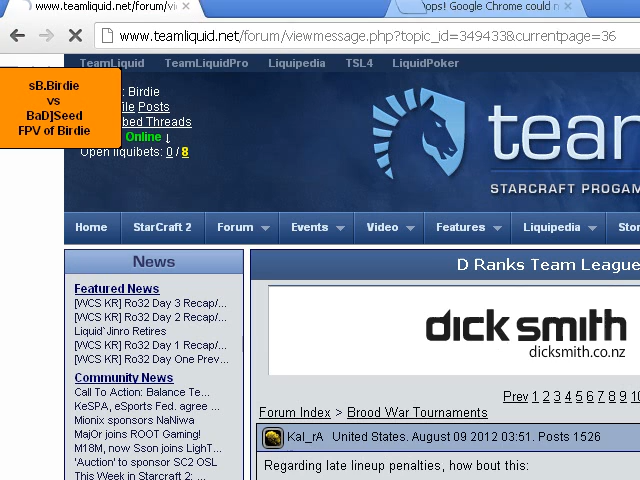 www.teamliquid.net/forum/vi
ops! Google Chrome could n
www.teamliquid.net/forum/viewmessage.php?topic_id=349433&currentpage=36
TeamLiquid TeamLiquidPro Liquipedia TSL4 LiquidPoker
sB.Birdie
vs
BaD]Seed
FPV of Birdie
: Birdie
file Posts
bed Threads
Online ↓
Open liquibets: 0 / 8
team
STARCRAFT PROGAM
Home StarCraft 2 Forum Events Video Features Liquipedia Stor
News
Featured News
[WCS KR] Ro32 Day 3 Recap/...
[WCS KR] Ro32 Day 2 Recap/...
Liquid`Jinro Retires
[WCS KR] Ro32 Day 1 Recap/...
[WCS KR] Ro32 Day One Prev...
Community News
Call To Action: Balance Te...
KeSPA, eSports Fed. agree ...
Mionix sponsors NaNiwa
MajOr joins ROOT Gaming!
M18M, now Sson joins LighT...
'Auction' to sponsor SC2 OSL
This Week in Starcraft 2: ...
D Ranks Team League
dick smith
dicksmith.co.nz
Prev 1 2 3 4 5 6 7 8 9 10
Forum Index > Brood War Tournaments
Kal_rA United States. August 09 2012 03:51. Posts 1526
Regarding late lineup penalties, how bout this: